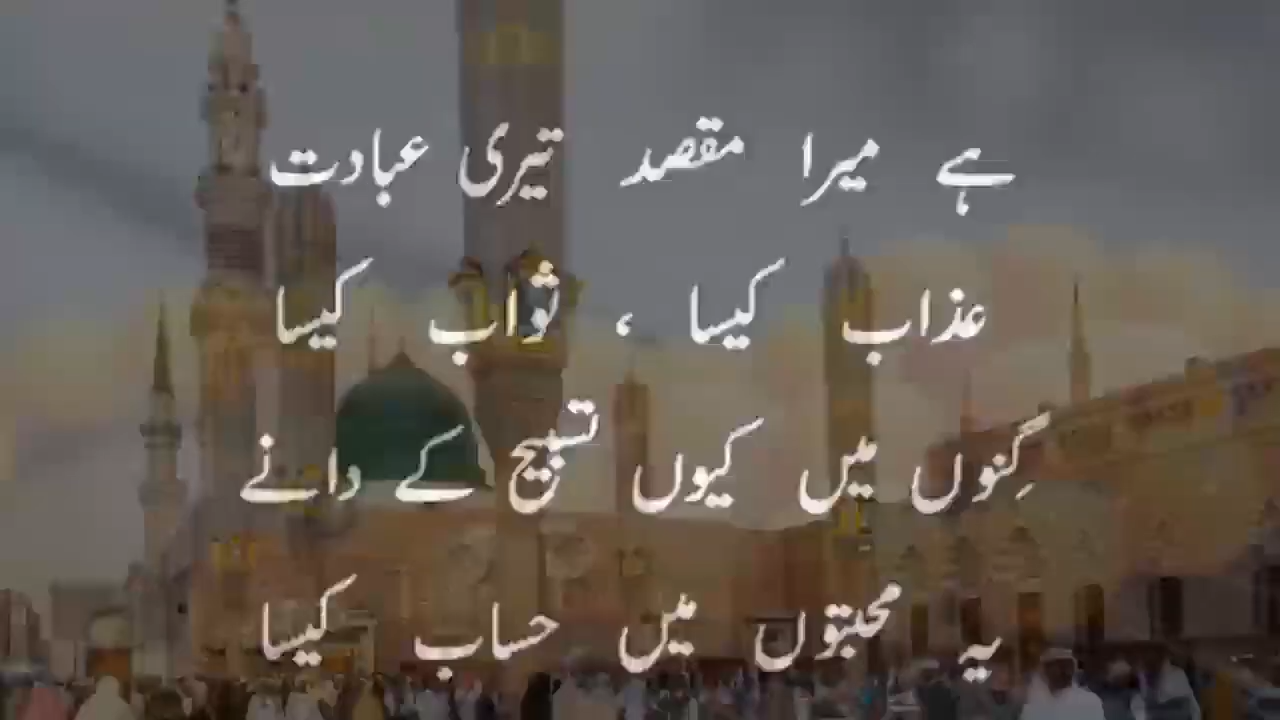 ہے میرا مقصد تیری عبادت
عذاب کیسا ، ثواب کیسا
گِنوں میں کیوں تسبیح کے دانے
یہ محبتوں میں حساب کیسا